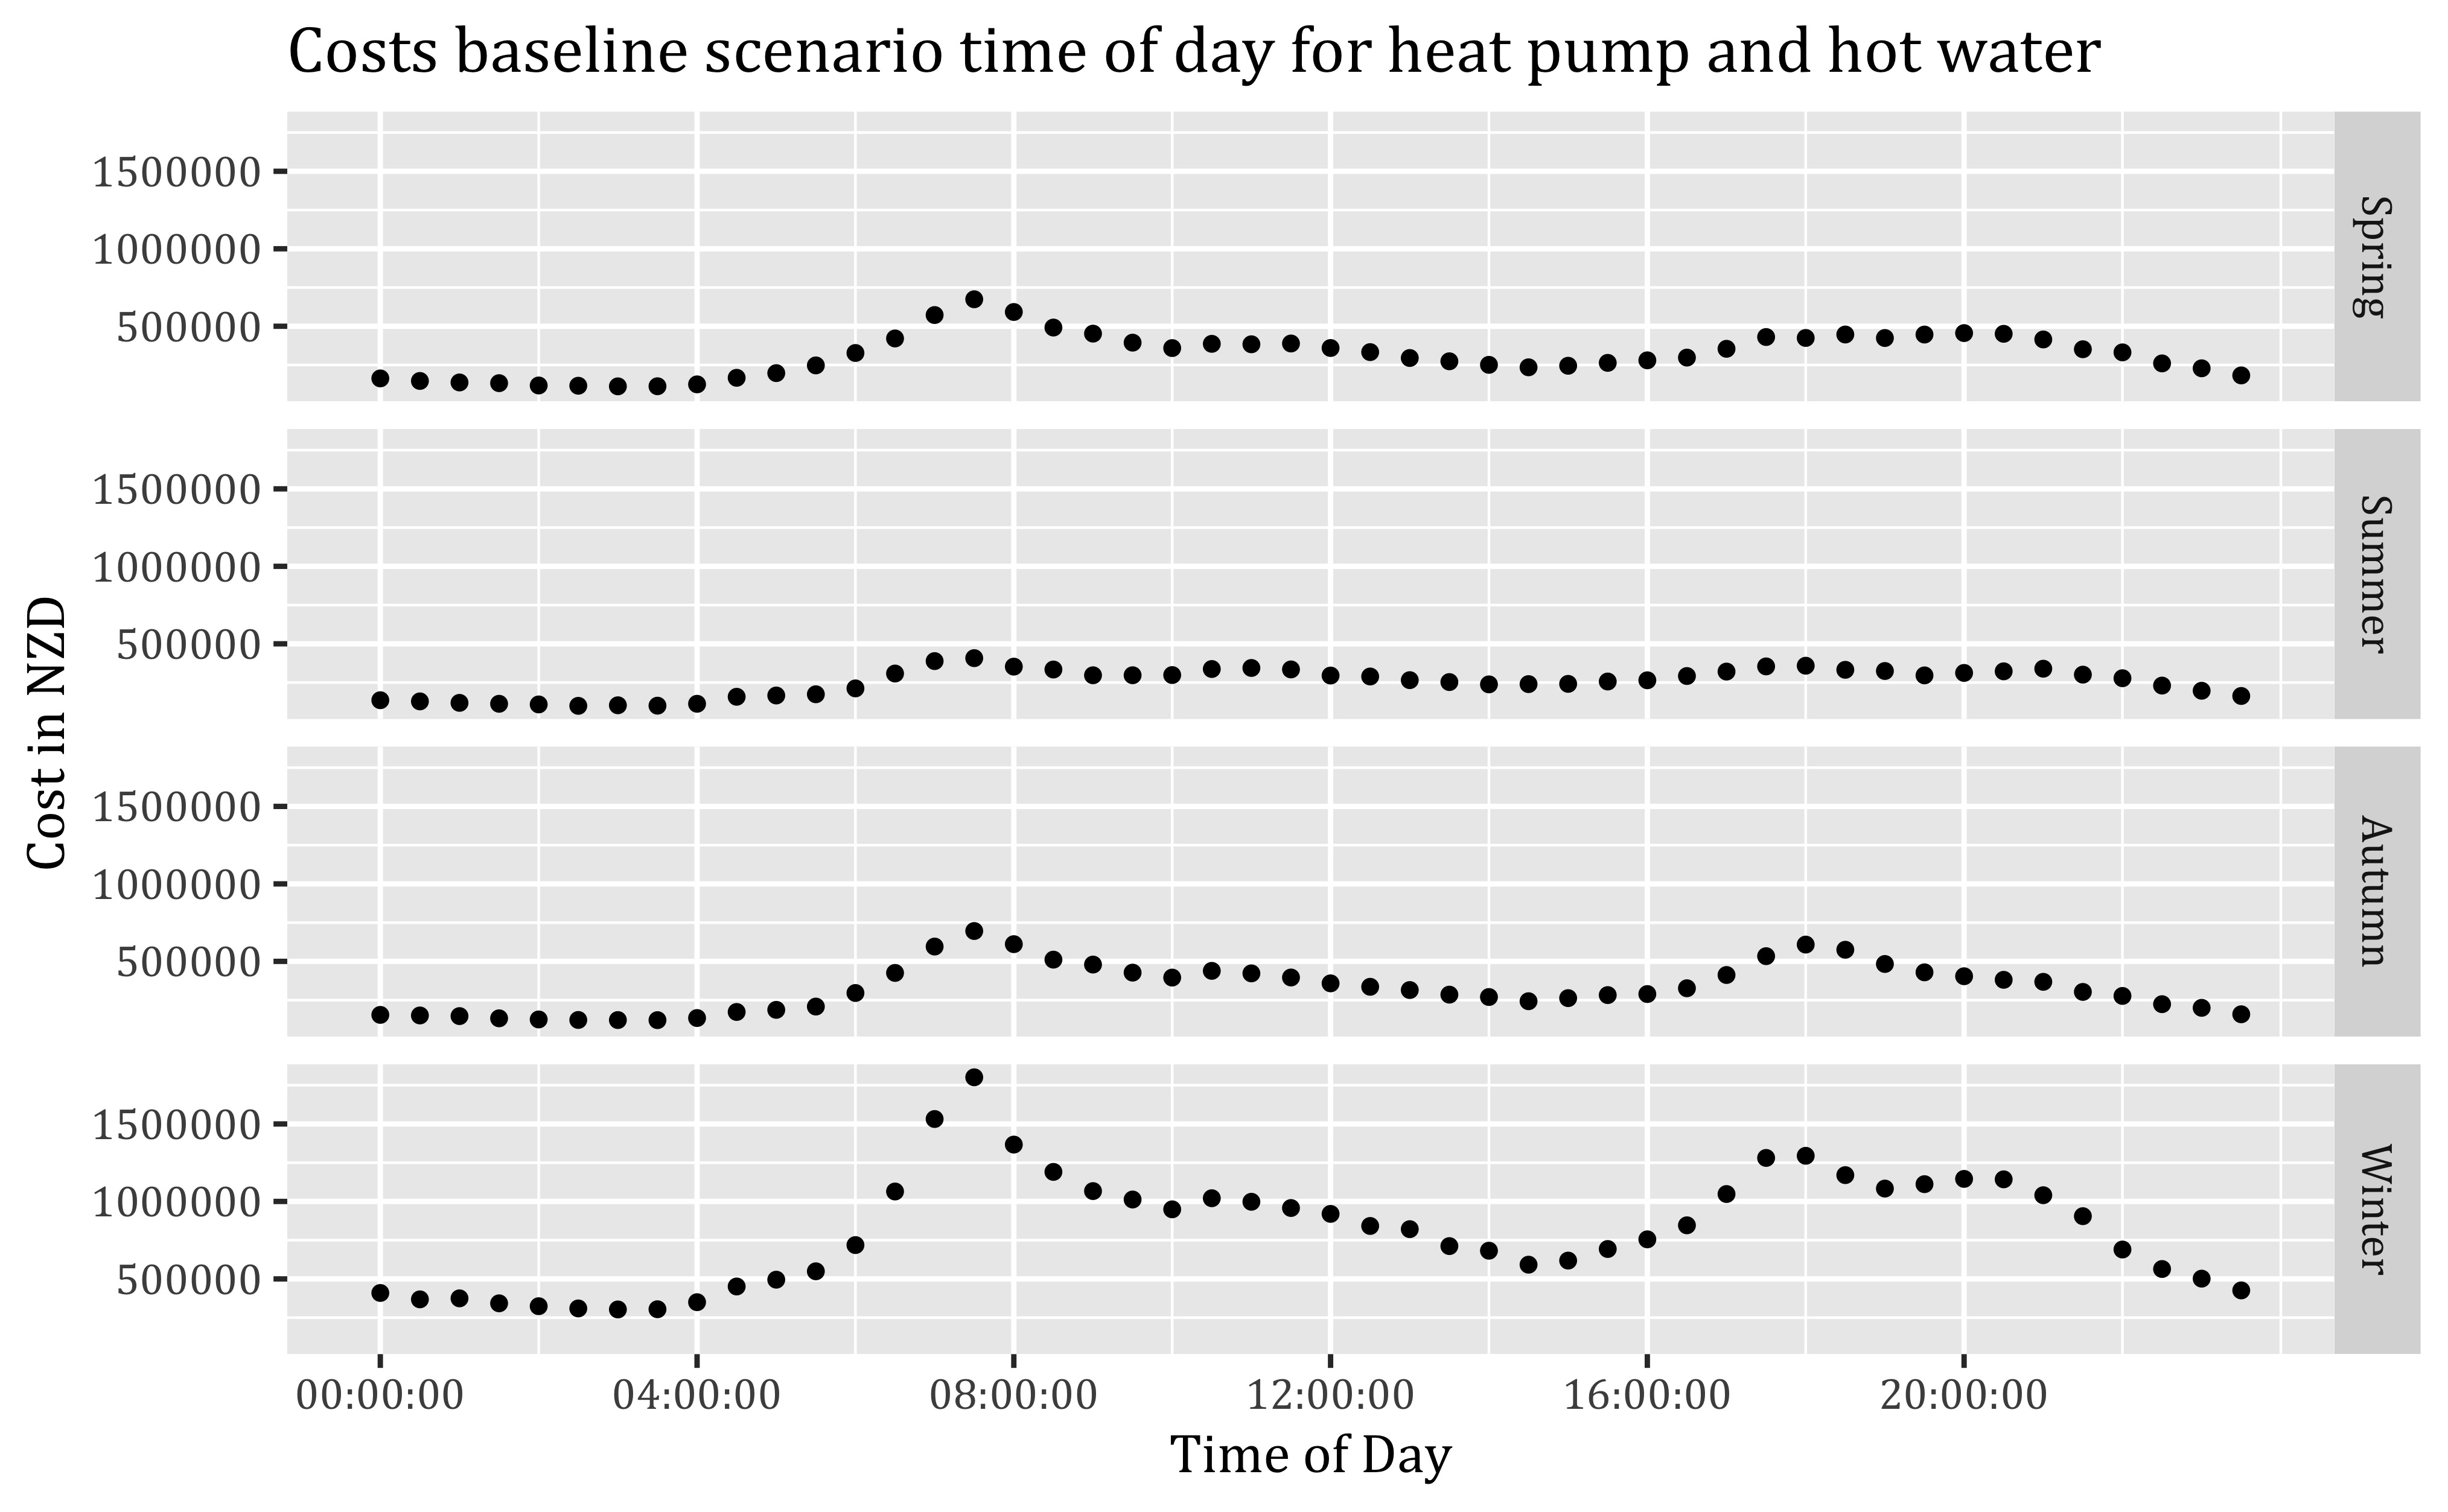 Costs baseline scenario time of day for heat pump and hot water
Cost in NZD
1500000
1000000
500000
Spring
1500000
1000000
500000
Summer
1500000
1000000
500000
Autumn
1500000
1000000
500000
Winter
00:00:00 04:00:00 08:00:00 12:00:00 16:00:00 20:00:00
Time of Day